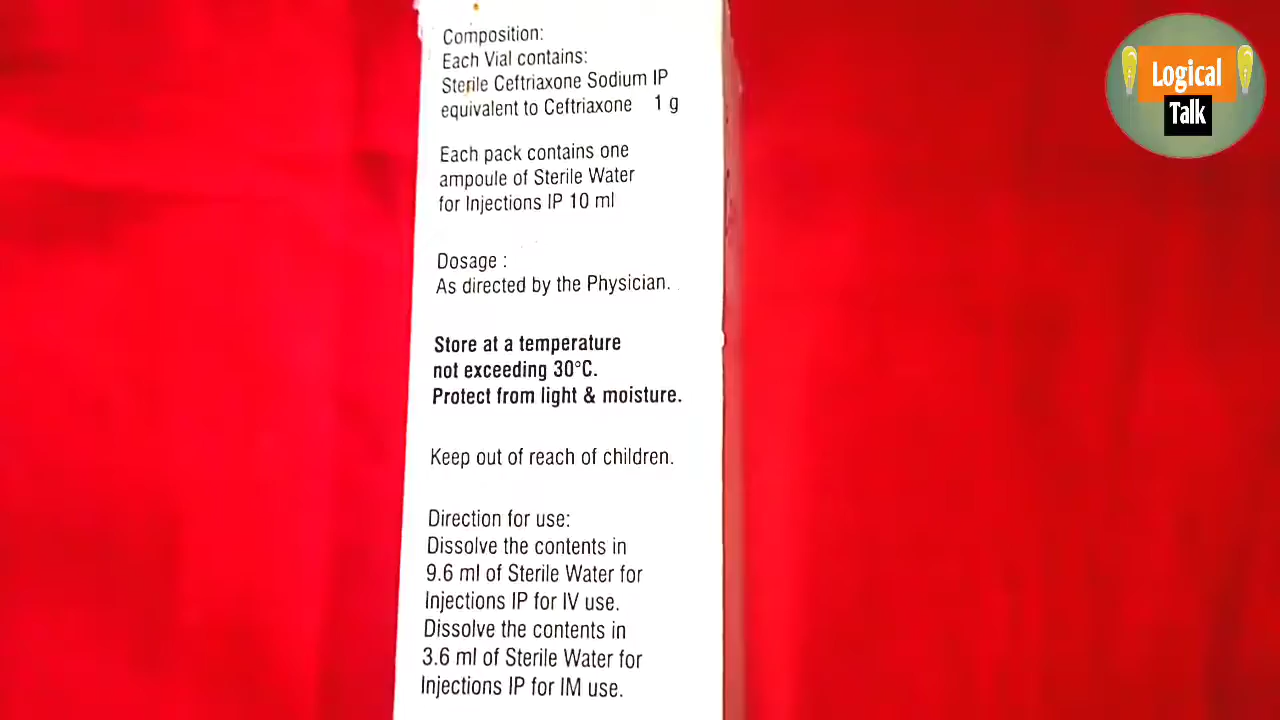 Composition:
Each Vial contains:
Sterile Ceftriaxone Sodium IP
equivalent to Ceftriaxone 1 g
Each pack contains one
ampoule of Sterile Water
for Injections IP 10 ml
Dosage :
As directed by the Physician.
Store at a temperature
not exceeding 30°C.
Protect from light & moisture.
Keep out of reach of children.
Direction for use:
Dissolve the contents in
9.6 ml of Sterile Water for
Injections IP for IV use.
Dissolve the contents in
3.6 ml of Sterile Water for
Injections IP for IM use.
Logical
Talk